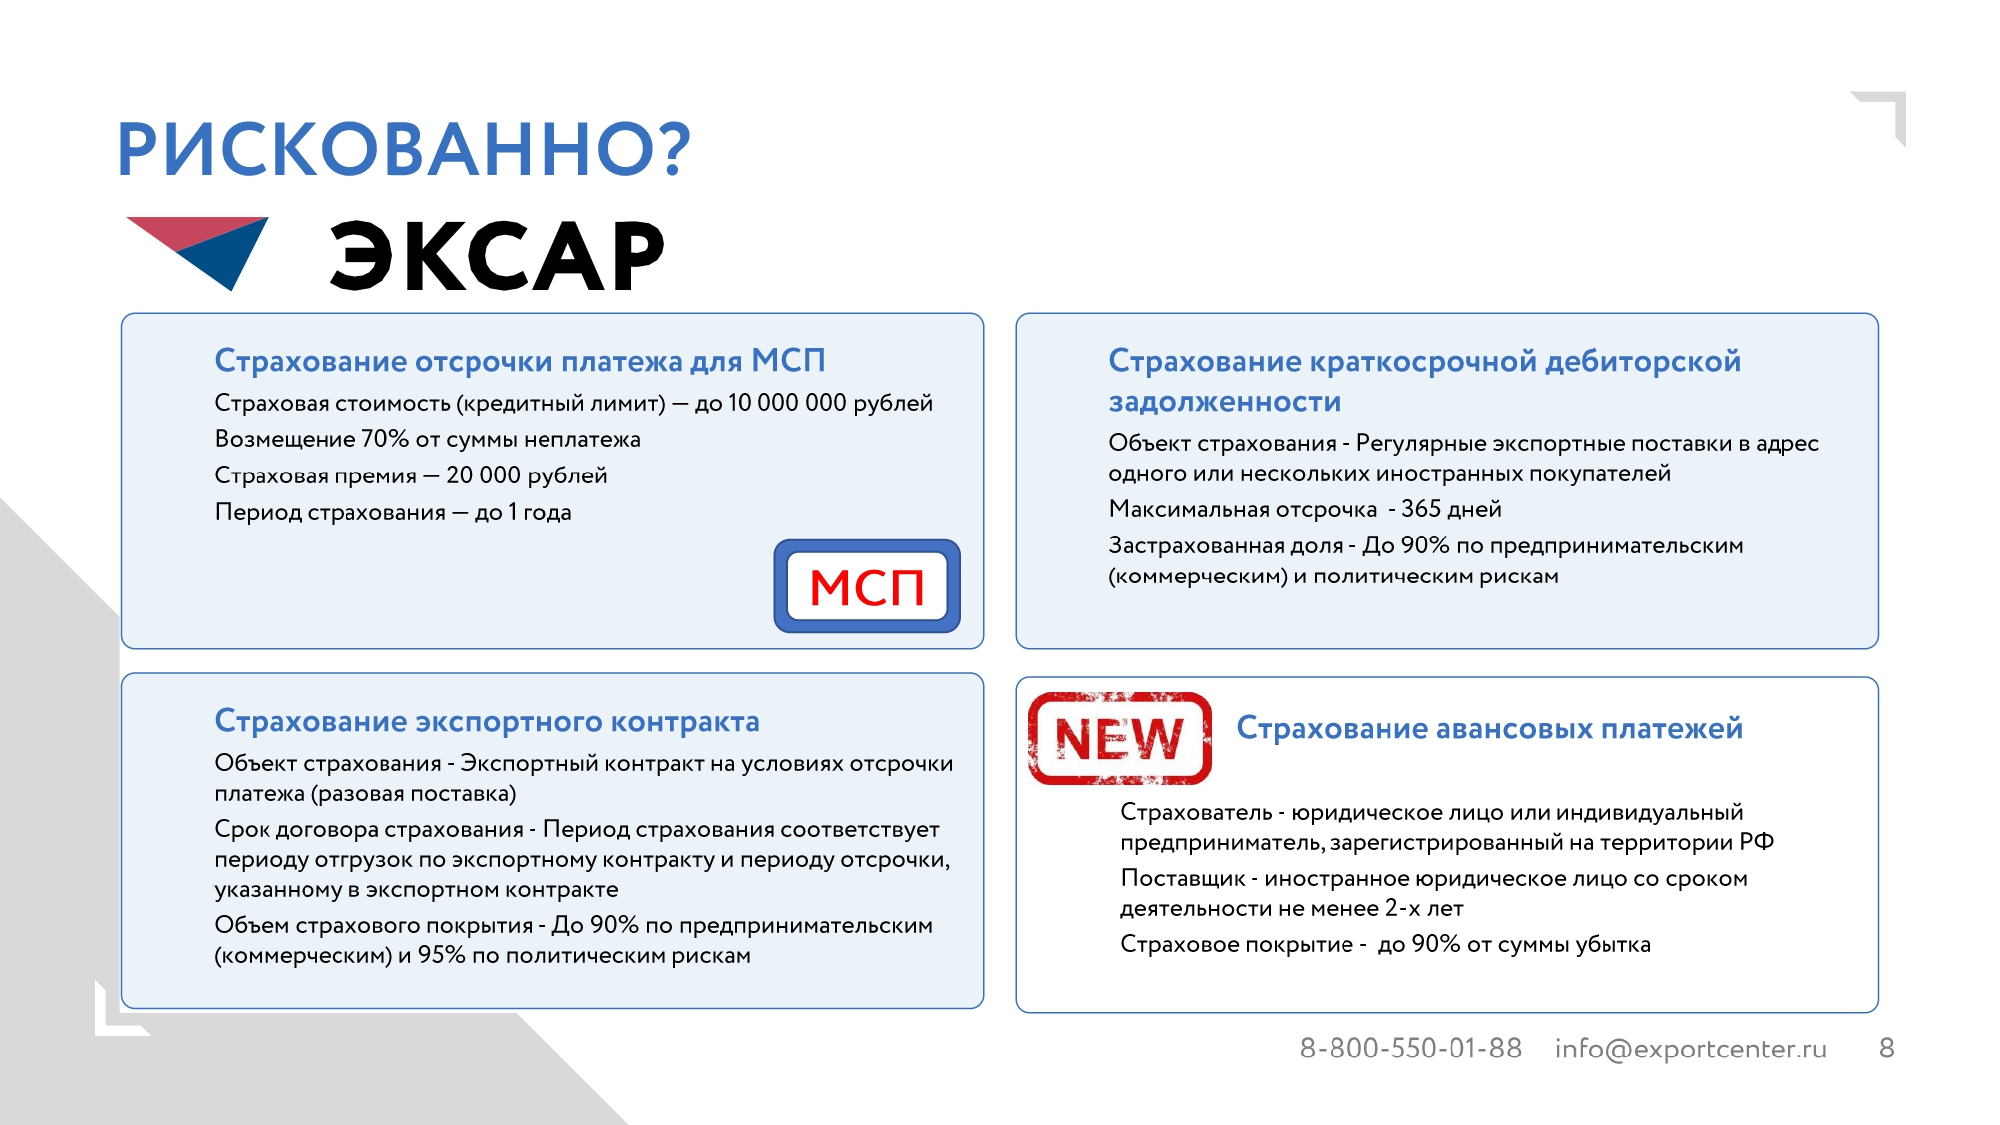 РИСКОВАННО?
ЭКСАР
Страхование отсрочки платежа для МСП
Страховая стоимость (кредитный лимит) — до 10 000 000 рублей
Возмещение 70% от суммы неплатежа
Страховая премия — 20 000 рублей
Период страхования — до 1 года
МСП
Страхование краткосрочной дебиторской
задолженности
Объект страхования - Регулярные экспортные поставки в адрес
одного или нескольких иностранных покупателей
Максимальная отсрочка - 365 дней
Застрахованная доля - До 90% по предпринимательским
(коммерческим) и политическим рискам
Страхование экспортного контракта
Объект страхования - Экспортный контракт на условиях отсрочки
платежа (разовая поставка)
Срок договора страхования - Период страхования соответствует
периоду отгрузок по экспортному контракту и периоду отсрочки,
указанному в экспортном контракте
Объем страхового покрытия - До 90% по предпринимательским
(коммерческим) и 95% по политическим рискам
NEW
Страхование авансовых платежей
Страхователь - юридическое лицо или индивидуальный
предприниматель, зарегистрированный на территории РФ
Поставщик - иностранное юридическое лицо со сроком
деятельности не менее 2-х лет
Страховое покрытие - до 90% от суммы убытка
8-800-550-01-88 info@exportcenter.ru 8